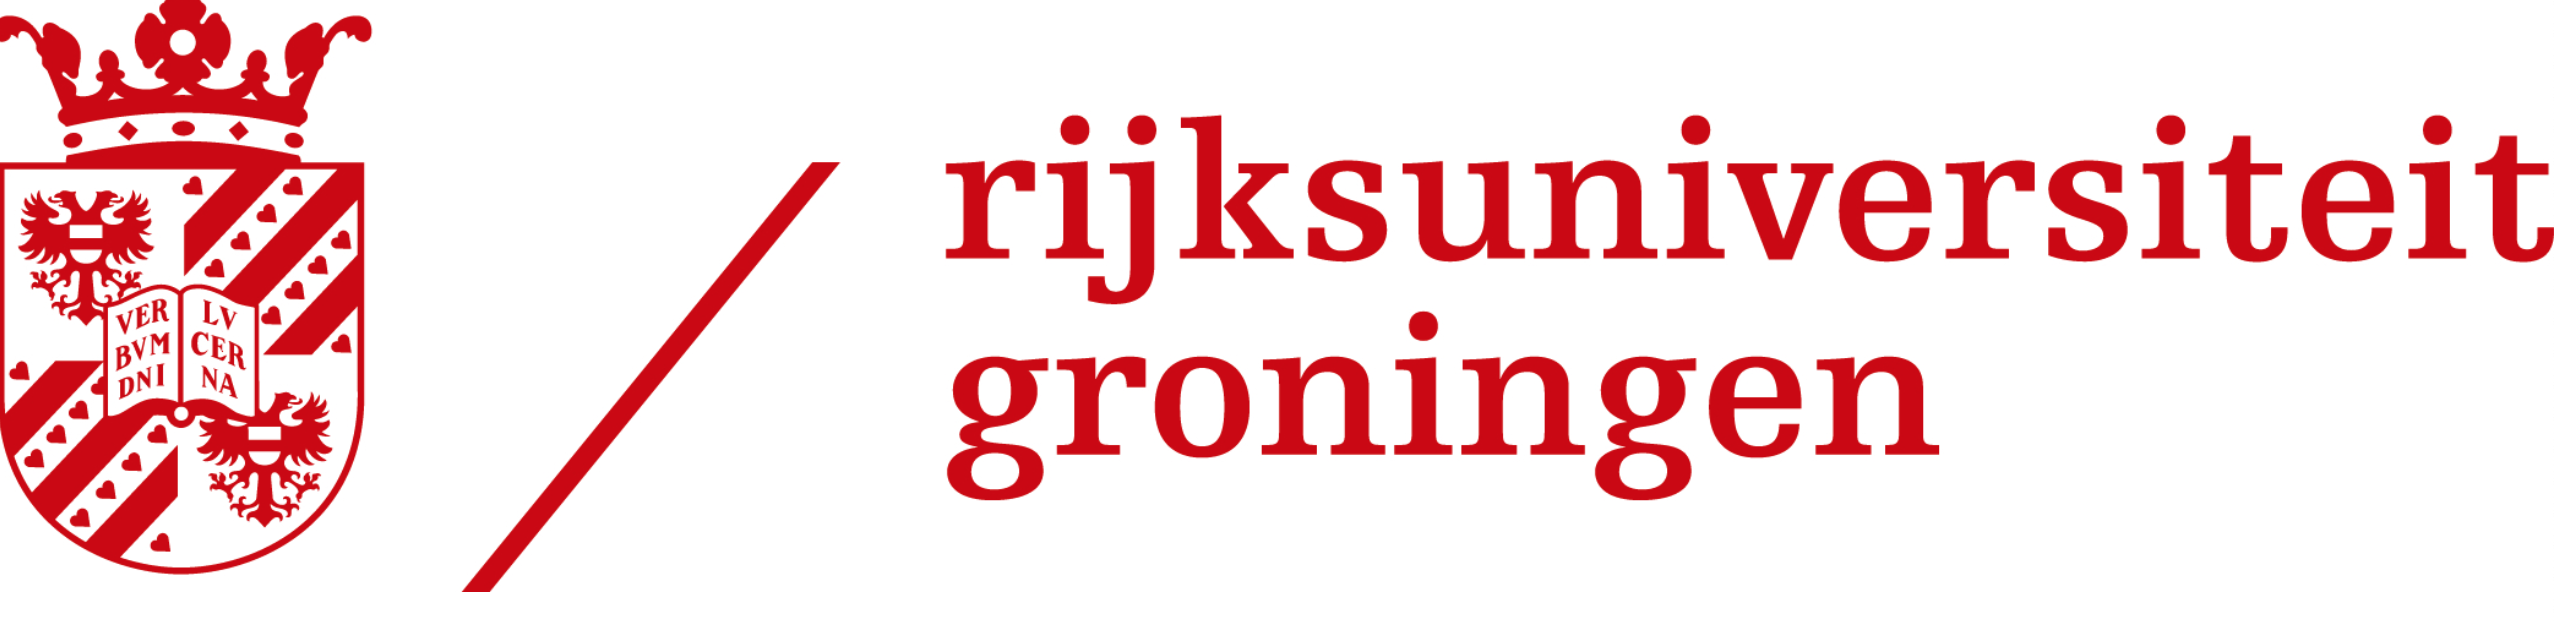 VER
BVM
DNI
LV
CER
NA
rijksuniversiteit
groningen